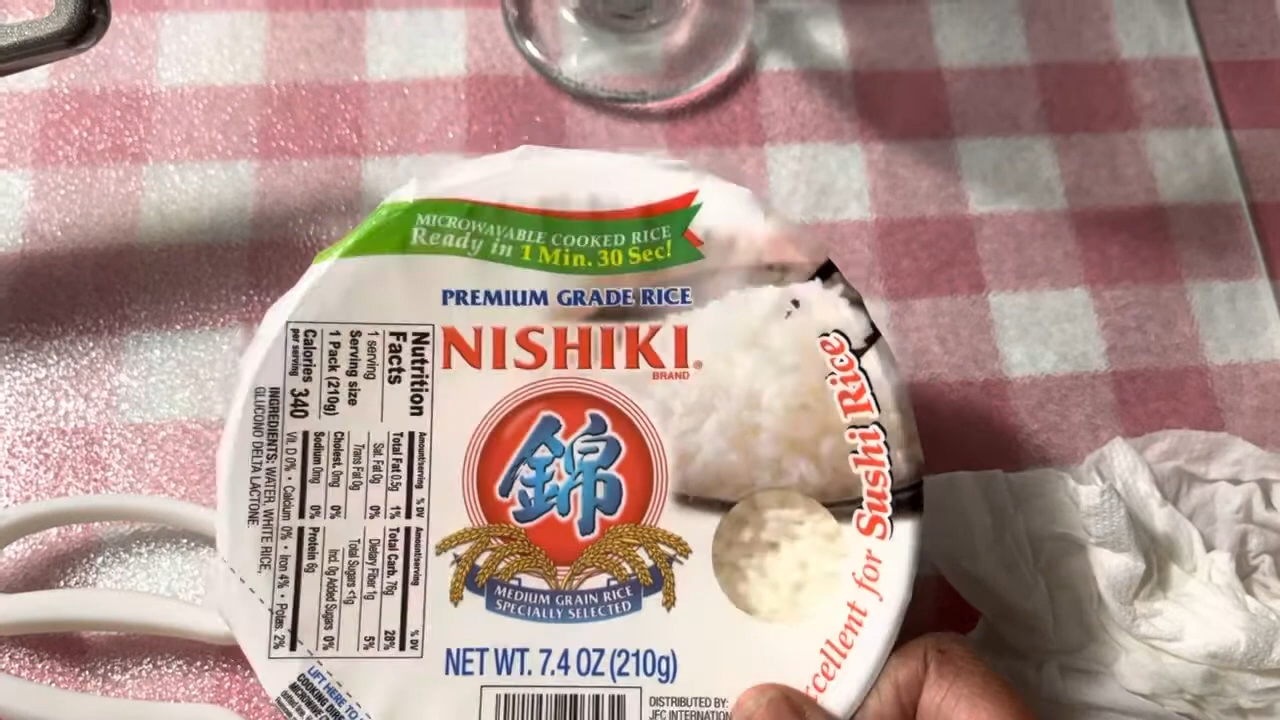 MICROWAVABLE COOKED RICE
Ready in 1 Min. 30 Sec!
PREMIUM GRADE RICE
NISHIKI®
BRAND
錦
MEDIUM GRAIN RICE
SPECIALLY SELECTED
NET WT. 7.4 OZ (210g)
Excellent for Sushi Rice
Nutrition
Facts
1 serving
Serving size
1 Pack (210g)
Calories 340
per serving
Amount/serving % DV
Total Fat 0.5g 1%
Sat. Fat 0g 0%
Trans Fat 0g
Cholest. 0mg 0%
Sodium 0mg 0%
Amount/serving % DV
Total Carb. 76g 28%
Dietary Fiber 1g 5%
Total Sugars <1g
Incl. 0g Added Sugars 0%
Protein 6g
Vit. D 0% • Calcium 0% • Iron 4% • Potas. 2%
INGREDIENTS: WATER, WHITE RICE,
GLUCONO DELTA LACTONE.
LIFT HERE TO
COOKING DIRE
MICROWAVE
DISTRIBUTED BY:
JFC INTERNATION